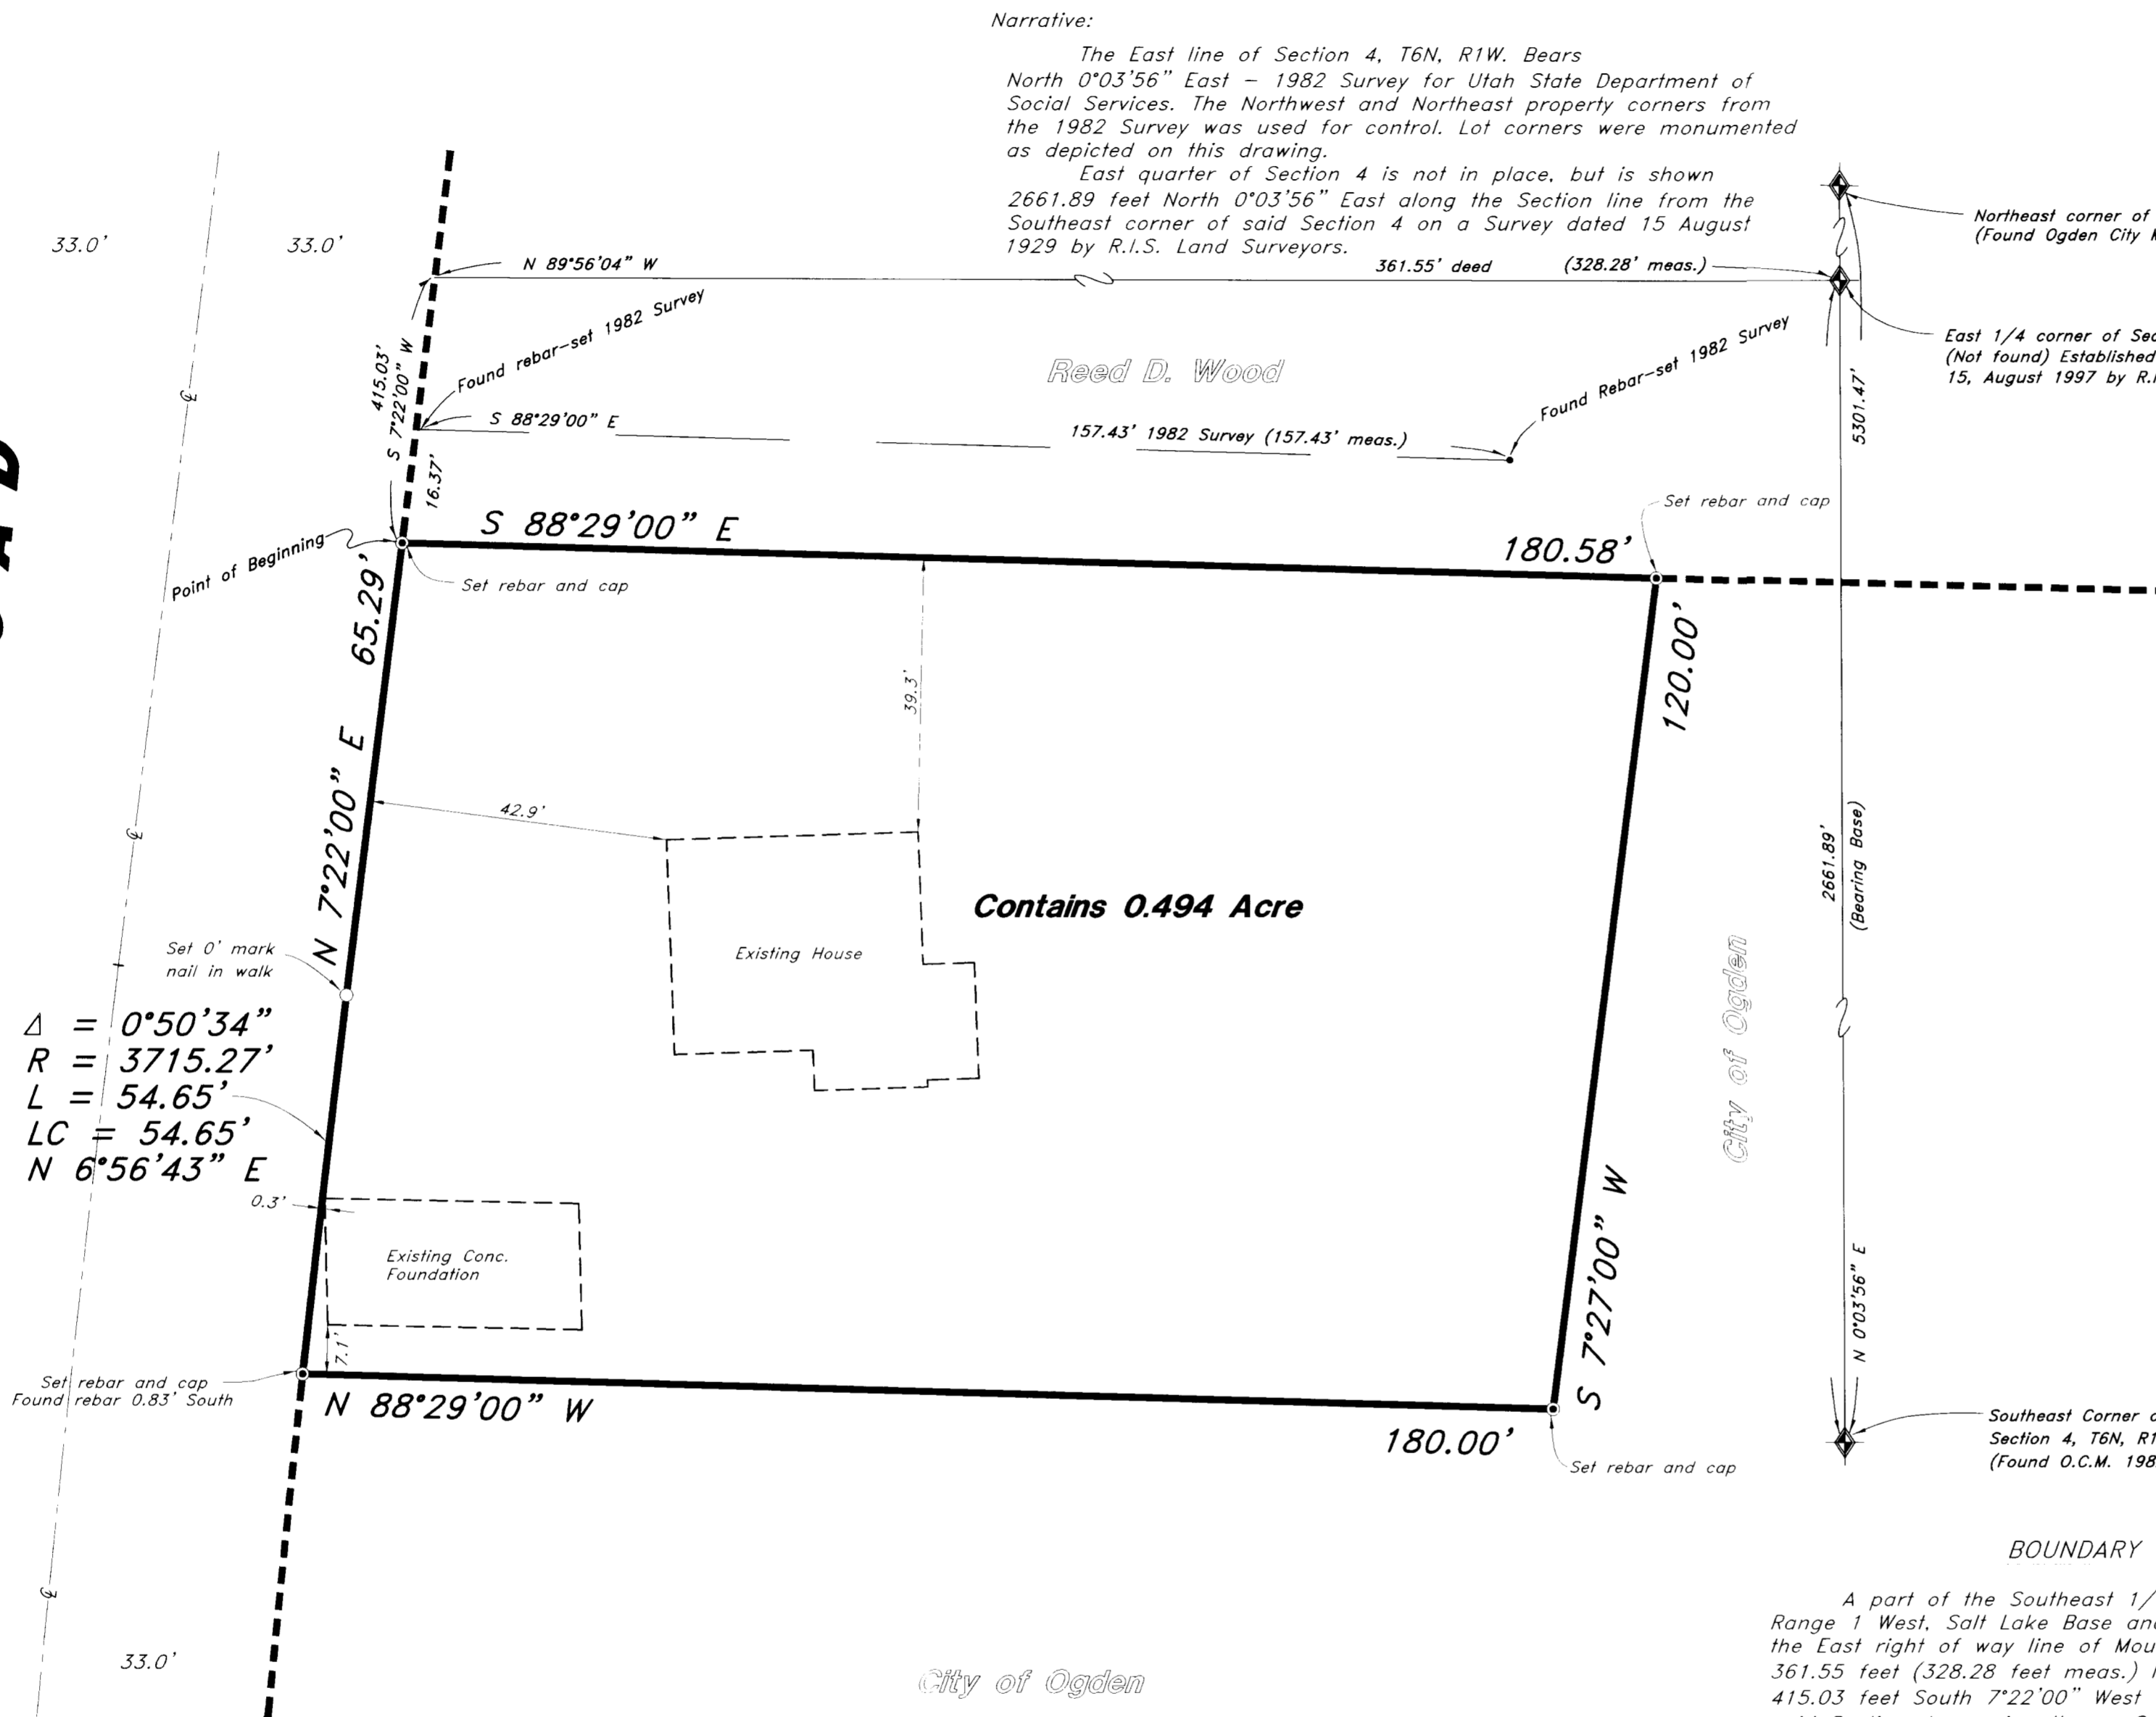 Narrative:
The East line of Section 4, T6N, R1W. Bears
North 0°03'56" East – 1982 Survey for Utah State Department of
Social Services. The Northwest and Northeast property corners from
the 1982 Survey was used for control. Lot corners were monumented
as depicted on this drawing.
East quarter of Section 4 is not in place, but is shown
2661.89 feet North 0°03'56" East along the Section line from the
Southeast corner of said Section 4 on a Survey dated 15 August
1929 by R.I.S. Land Surveyors.
33.0'
33.0'
N 89°56'04" W
361.55' deed
(328.28' meas.)
Northeast corner of
(Found Ogden City
East 1/4 corner of Sec
(Not found) Established
15, August 1997 by R.I
415.03'
S 7°22'00" W
Found rebar-set 1982 Survey
Reed D. Wood
Found Rebar-set 1982 Survey
5301.47'
S 88°29'00" E
157.43' 1982 Survey (157.43' meas.)
16.37'
Set rebar and cap
Point of Beginning
S 88°29'00" E
180.58'
Set rebar and cap
65.29'
N 7°22'00" E
120.00'
39.3'
42.9'
Contains 0.494 Acre
Existing House
2661.89'
(Bearing Base)
City of Ogden
Set 0' mark
nail in walk
Δ = 0°50'34"
R = 3715.27'
L = 54.65'
LC = 54.65'
N 6°56'43" E
0.3'
Existing Conc.
Foundation
7.1'
S 7°27'00" W
N 0°03'56" E
Set rebar and cap
Found rebar 0.83' South
N 88°29'00" W
180.00'
Set rebar and cap
Southeast Corner
Section 4, T6N, R1
(Found O.C.M. 198
BOUNDARY
A part of the Southeast 1/
Range 1 West, Salt Lake Base an
the East right of way line of Mou
361.55 feet (328.28 feet meas.)
415.03 feet South 7°22'00" West
33.0'
City of Ogden